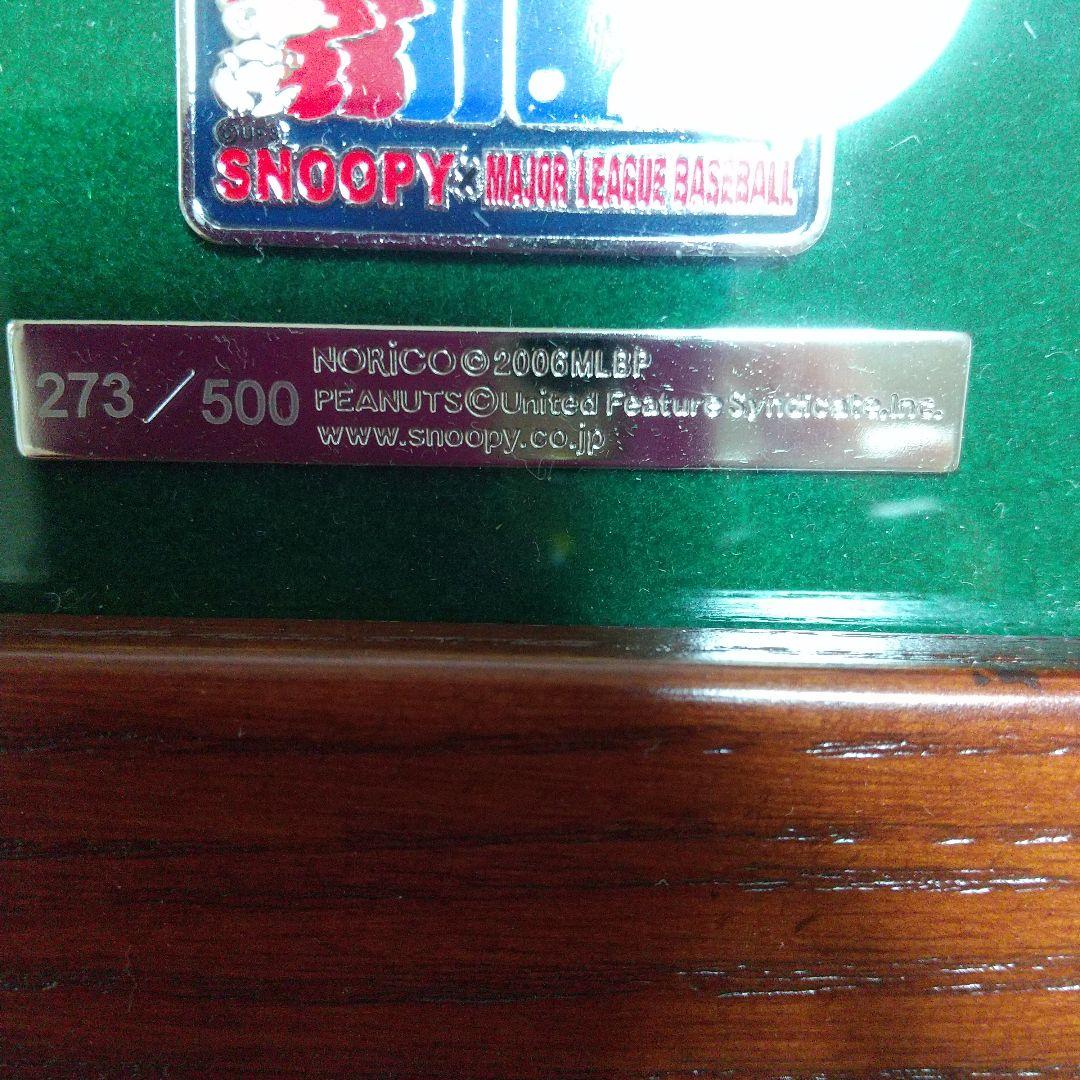 SNOOPY × MAJOR LEAGUE BASEBALL
273 / 500
NORiCO©2006MLBP
PEANUTS©United Feature Syndicate,Inc.
www.snoopy.co.jp